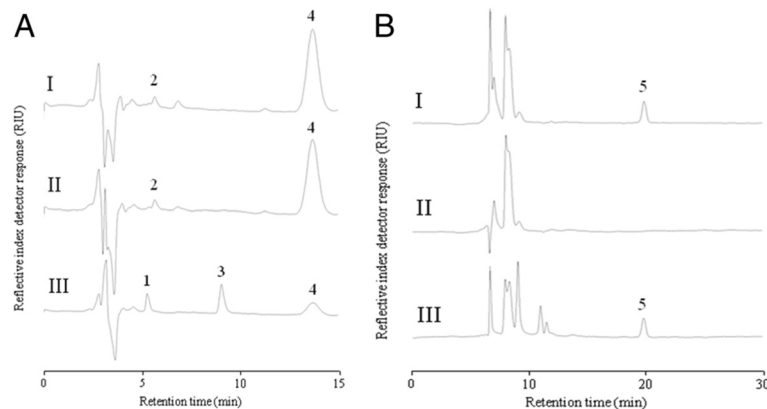 A
Reflective index detector response (RIU)
I
2
4
II
2
4
III
1
3
4
0
5
10
15
Retention time (min)
B
Reflective index detector response (RIU)
I
5
II
III
5
0
10
20
30
Retention time (min)